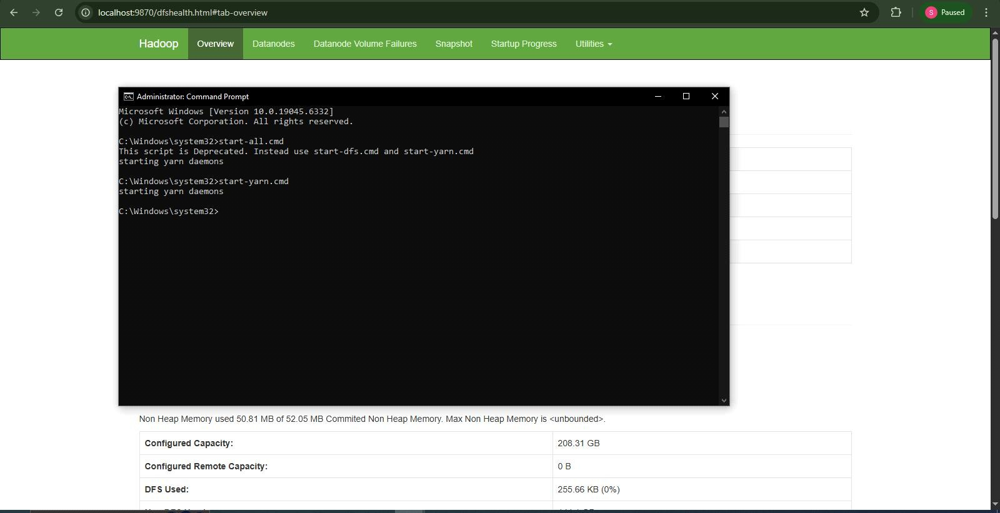 localhost:9870/dfshealth.html#tab-overview
S Paused
Hadoop Overview Datanodes Datanode Volume Failures Snapshot Startup Progress Utilities
Administrator: Command Prompt
Microsoft Windows [Version 10.0.19045.6332]
(c) Microsoft Corporation. All rights reserved.
C:\Windows\system32>start-all.cmd
This script is Deprecated. Instead use start-dfs.cmd and start-yarn.cmd
starting yarn daemons
C:\Windows\system32>start-yarn.cmd
starting yarn daemons
C:\Windows\system32>
Non Heap Memory used 50.81 MB of 52.05 MB Commited Non Heap Memory. Max Non Heap Memory is <unbounded>.
Configured Capacity: 208.31 GB
Configured Remote Capacity: 0 B
DFS Used: 255.66 KB (0%)